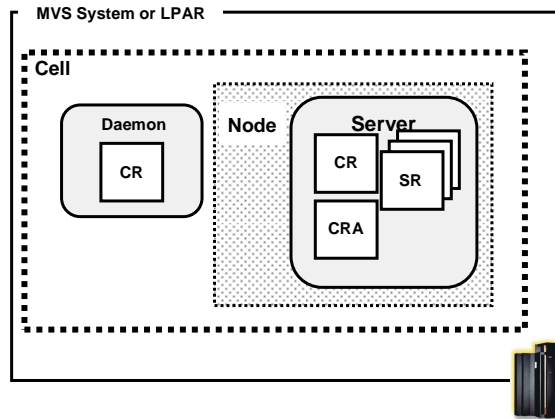 MVS System or LPAR
Cell
Daemon
CR
Node
Server
CR
SR
CRA